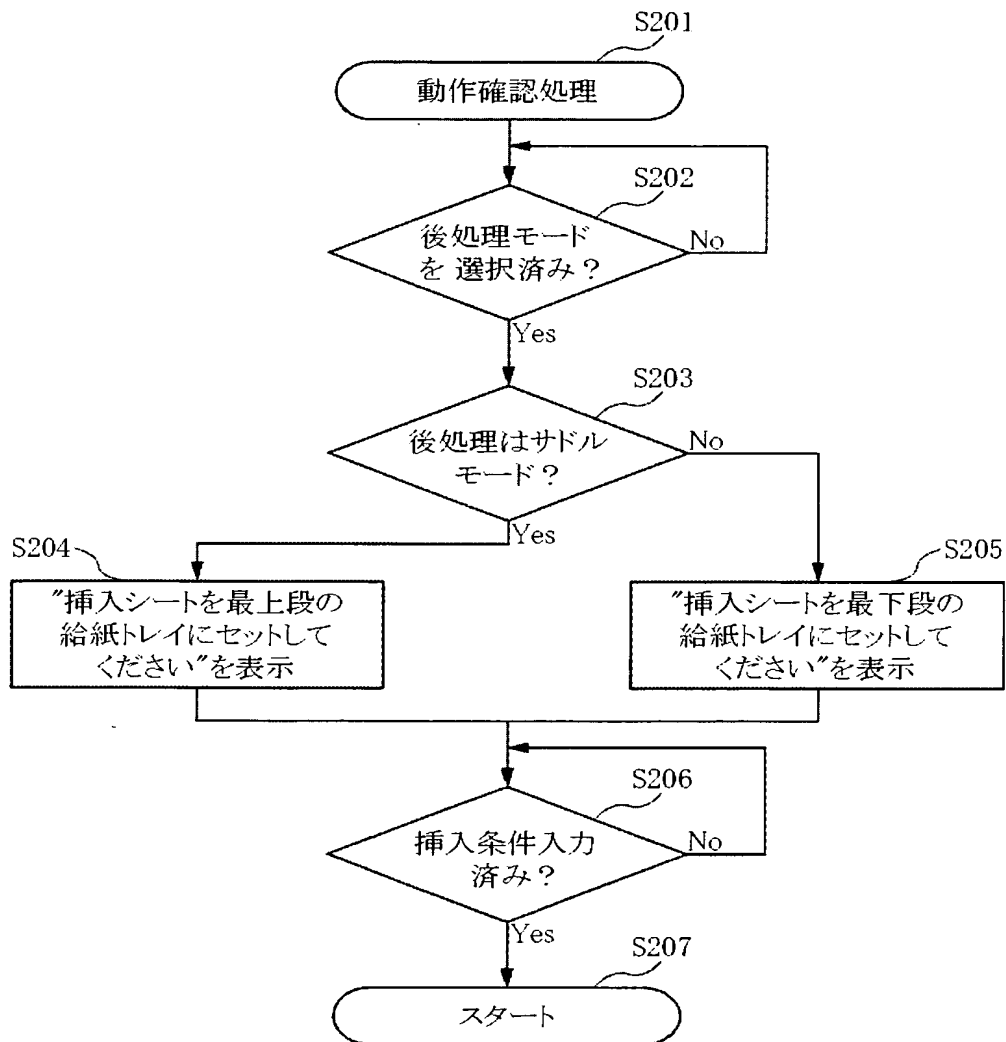 S201
動作確認処理
S202
後処理モード
を選択済み?
No
Yes
S203
後処理はサドル
モード?
No
Yes
S204
"挿入シートを最上段の
給紙トレイにセットして
ください"を表示
S205
"挿入シートを最下段の
給紙トレイにセットして
ください"を表示
S206
挿入条件入力
済み?
No
Yes
S207
スタート